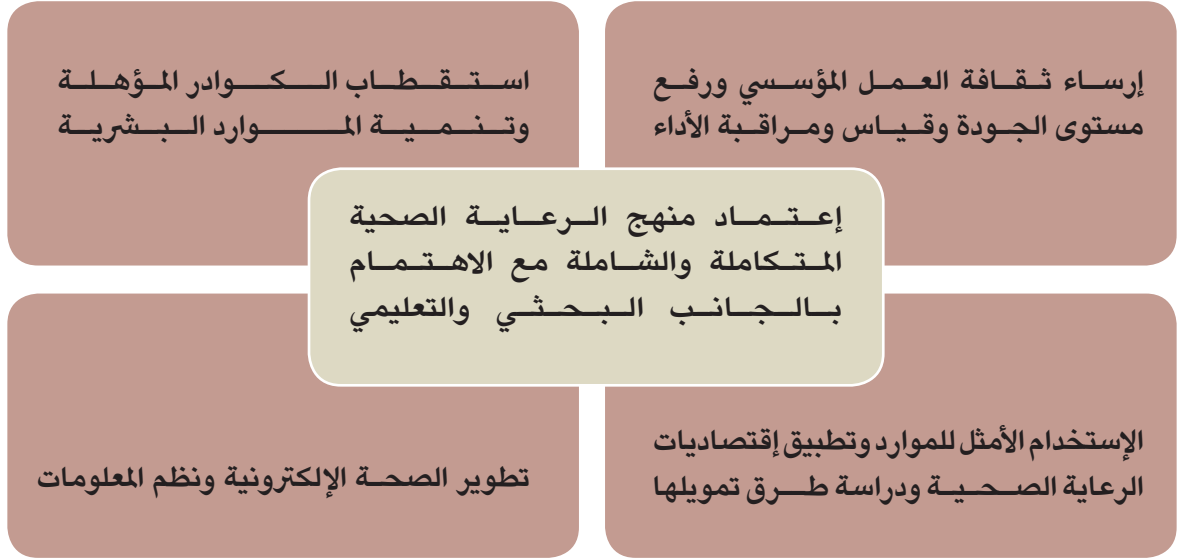 إرساء ثقافة العمل المؤسسي ورفع
مستوى الجودة وقياس ومراقبة الأداء
استقطاب الكوادر المؤهلة
وتنمية الموارد البشرية
إعتماد منهج الرعاية الصحية
المتكاملة والشاملة مع الاهتمام
بالجانب البحثي والتعليمي
الإستخدام الأمثل للموارد وتطبيق إقتصاديات
الرعاية الصحية ودراسة طرق تمويلها
تطوير الصحة الإلكترونية ونظم المعلومات